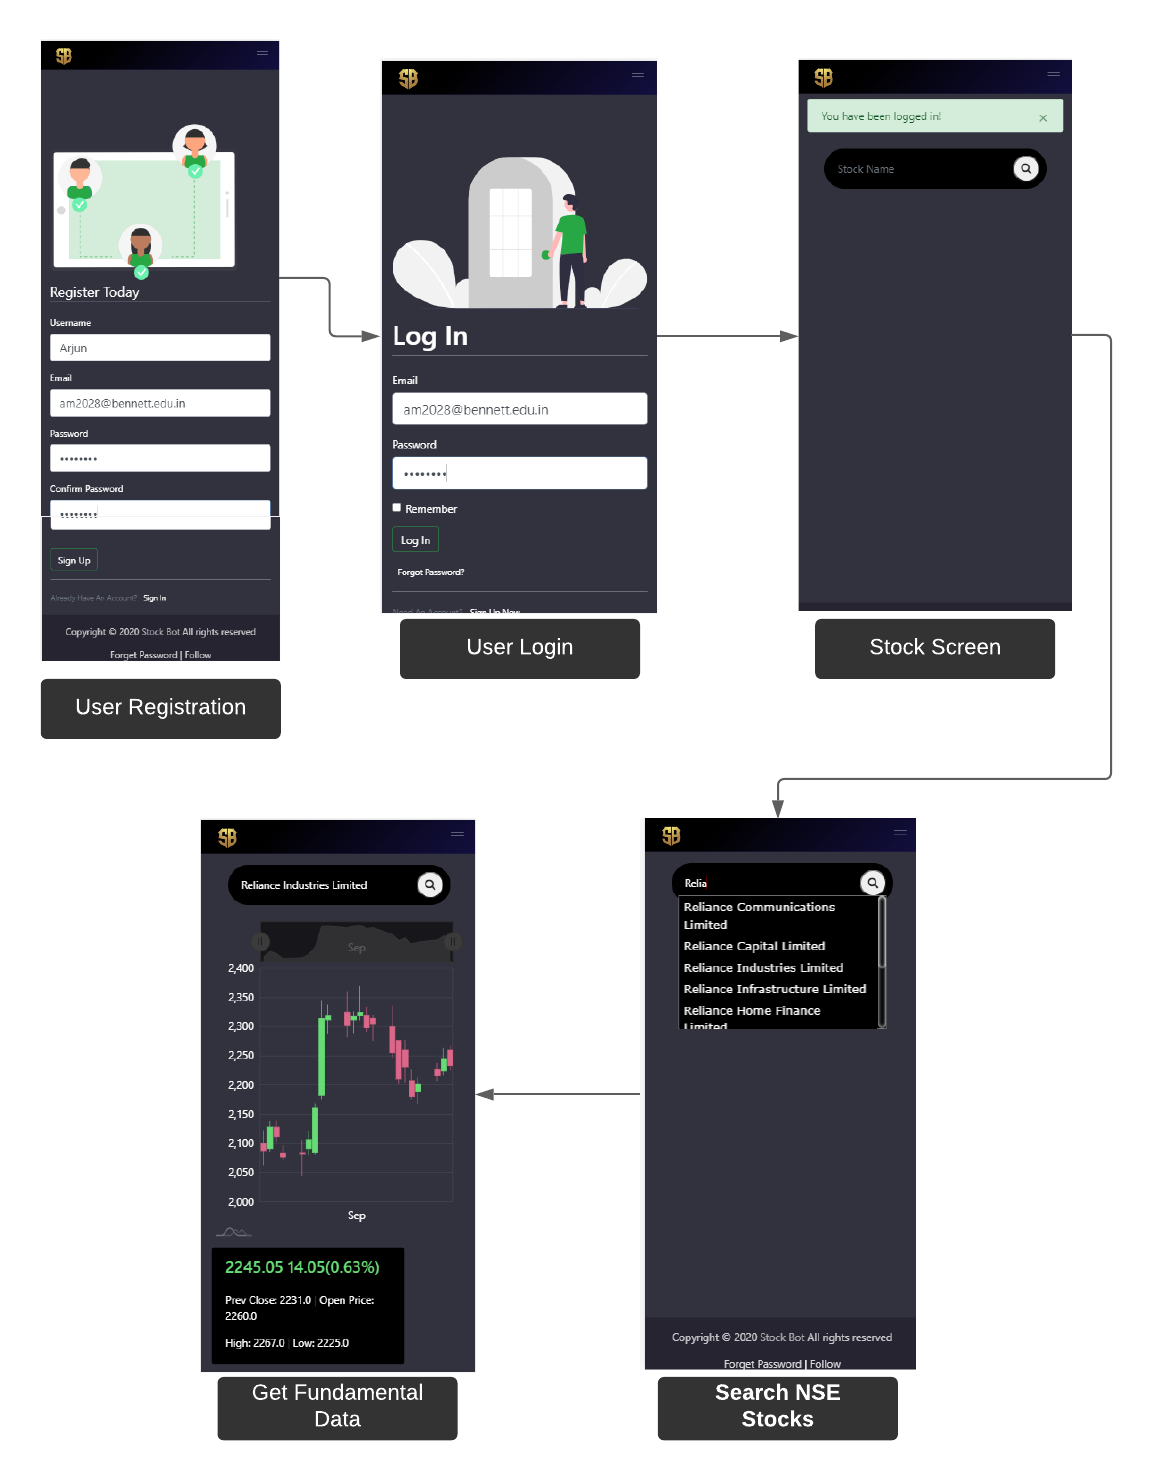 SB
Register Today
Username
Arjun
Email
am2028@bennett.edu.in
Password
Confirm Password
Sign Up
Already Have An Account? Sign In
Copyright © 2020 Stock Bot All rights reserved
Forget Password | Follow
User Registration
SB
Log In
Email
am2028@bennett.edu.in
Password
Remember
Log In
Forgot Password?
Need An Account? Sign Up Now
User Login
SB
You have been logged in!
Stock Name
Stock Screen
SB
Reliance Industries Limited
Sep
2,400
2,350
2,300
2,250
2,200
2,150
2,100
2,050
2,000
Sep
2245.05 14.05(0.63%)
Prev Close: 2231.0 | Open Price:
2260.0
High: 2267.0 | Low: 2225.0
Get Fundamental
Data
SB
Relia
Reliance Communications
Limited
Reliance Capital Limited
Reliance Industries Limited
Reliance Infrastructure Limited
Reliance Home Finance
Limited
Copyright © 2020 Stock Bot All rights reserved
Forget Password | Follow
Search NSE
Stocks